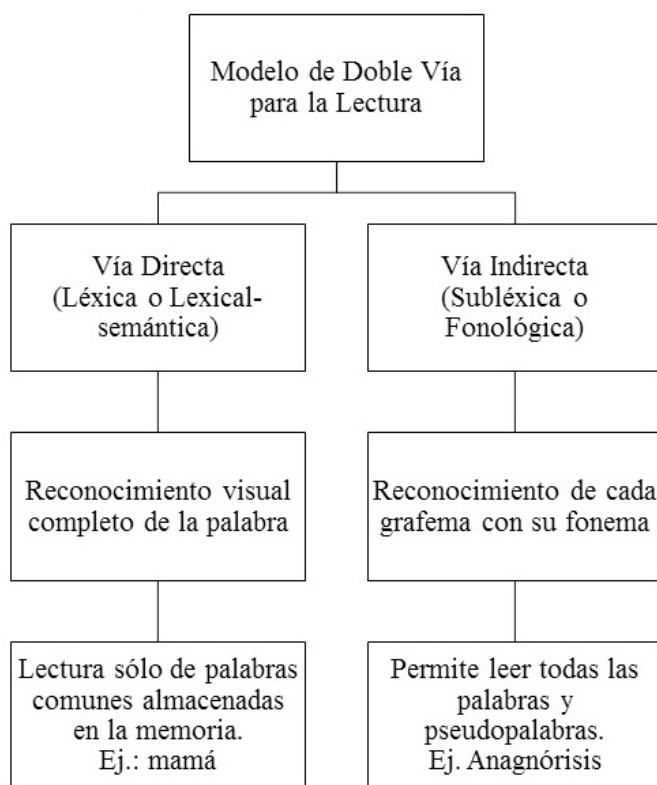 Modelo de Doble Vía
para la Lectura
Vía Directa
(Léxica o Lexical-
semántica)
Reconocimiento visual
completo de la palabra
Lectura sólo de palabras
comunes almacenadas
en la memoria.
Ej.: mamá
Vía Indirecta
(Subléxica o
Fonológica)
Reconocimiento de cada
grafema con su fonema
Permite leer todas las
palabras y
pseudopalabras.
Ej. Anagnórisis